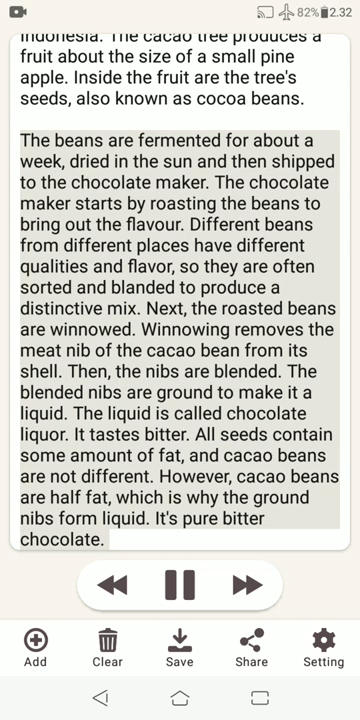 82% 2.32
Indonesia. The cacao tree produces a
fruit about the size of a small pine
apple. Inside the fruit are the tree's
seeds, also known as cocoa beans.
The beans are fermented for about a
week, dried in the sun and then shipped
to the chocolate maker. The chocolate
maker starts by roasting the beans to
bring out the flavour. Different beans
from different places have different
qualities and flavor, so they are often
sorted and blanded to produce a
distinctive mix. Next, the roasted beans
are winnowed. Winnowing removes the
meat nib of the cacao bean from its
shell. Then, the nibs are blended. The
blended nibs are ground to make it a
liquid. The liquid is called chocolate
liquor. It tastes bitter. All seeds contain
some amount of fat, and cacao beans
are not different. However, cacao beans
are half fat, which is why the ground
nibs form liquid. It's pure bitter
chocolate.
Add Clear Save Share Setting